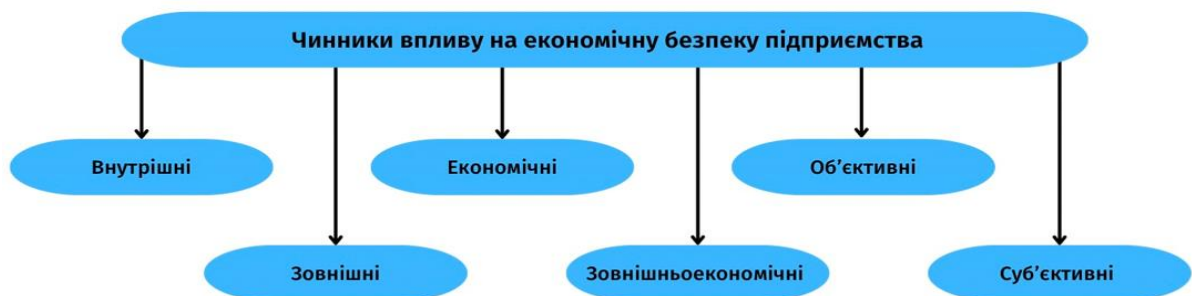 Чинники впливу на економічну безпеку підприємства
Внутрішні
Економічні
Об’єктивні
Зовнішні
Зовнішньоекономічні
Суб’єктивні